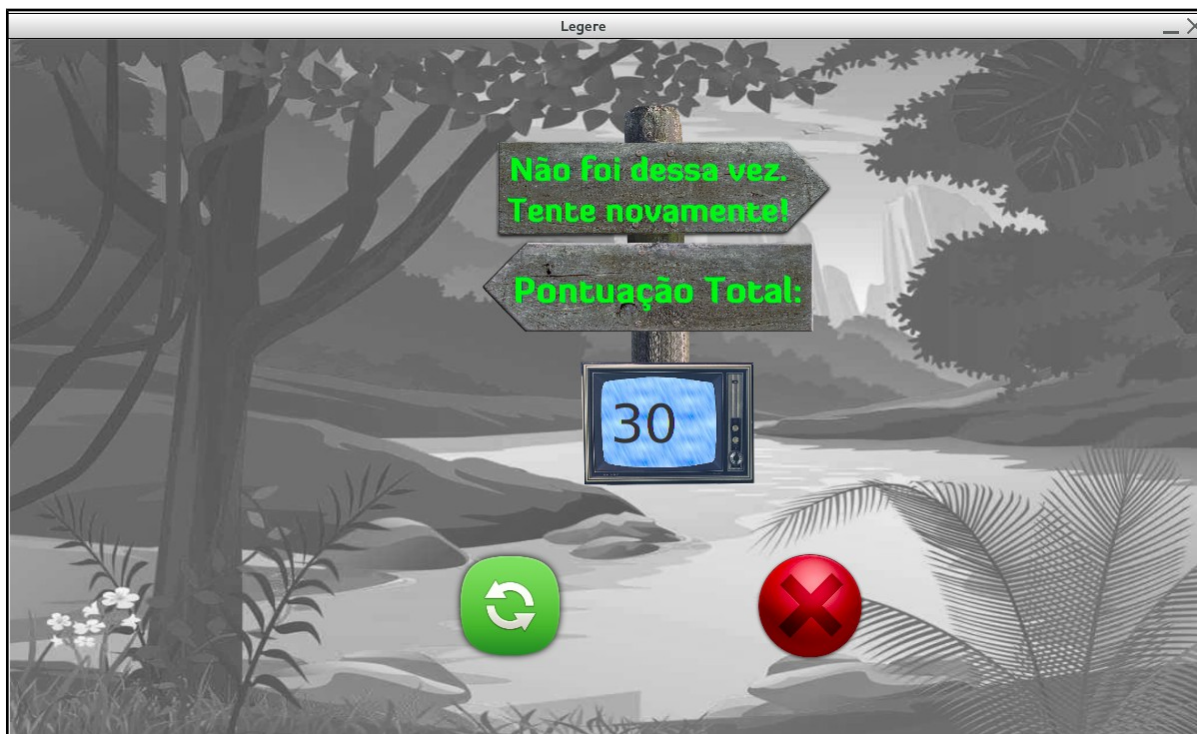 Legere
Não foi dessa vez.
Tente novamente!
Pontuação Total:
30